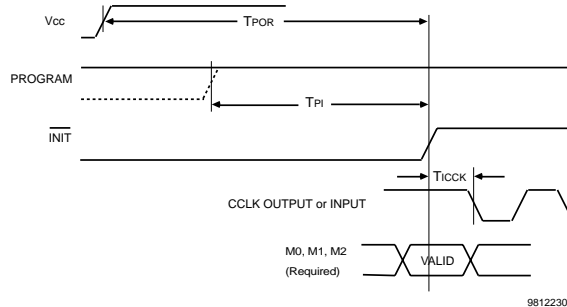 Vcc
TPOR
PROGRAM
TPI
INIT
TICCK
CCLK OUTPUT or INPUT
M0, M1, M2
(Required)
VALID
9812230